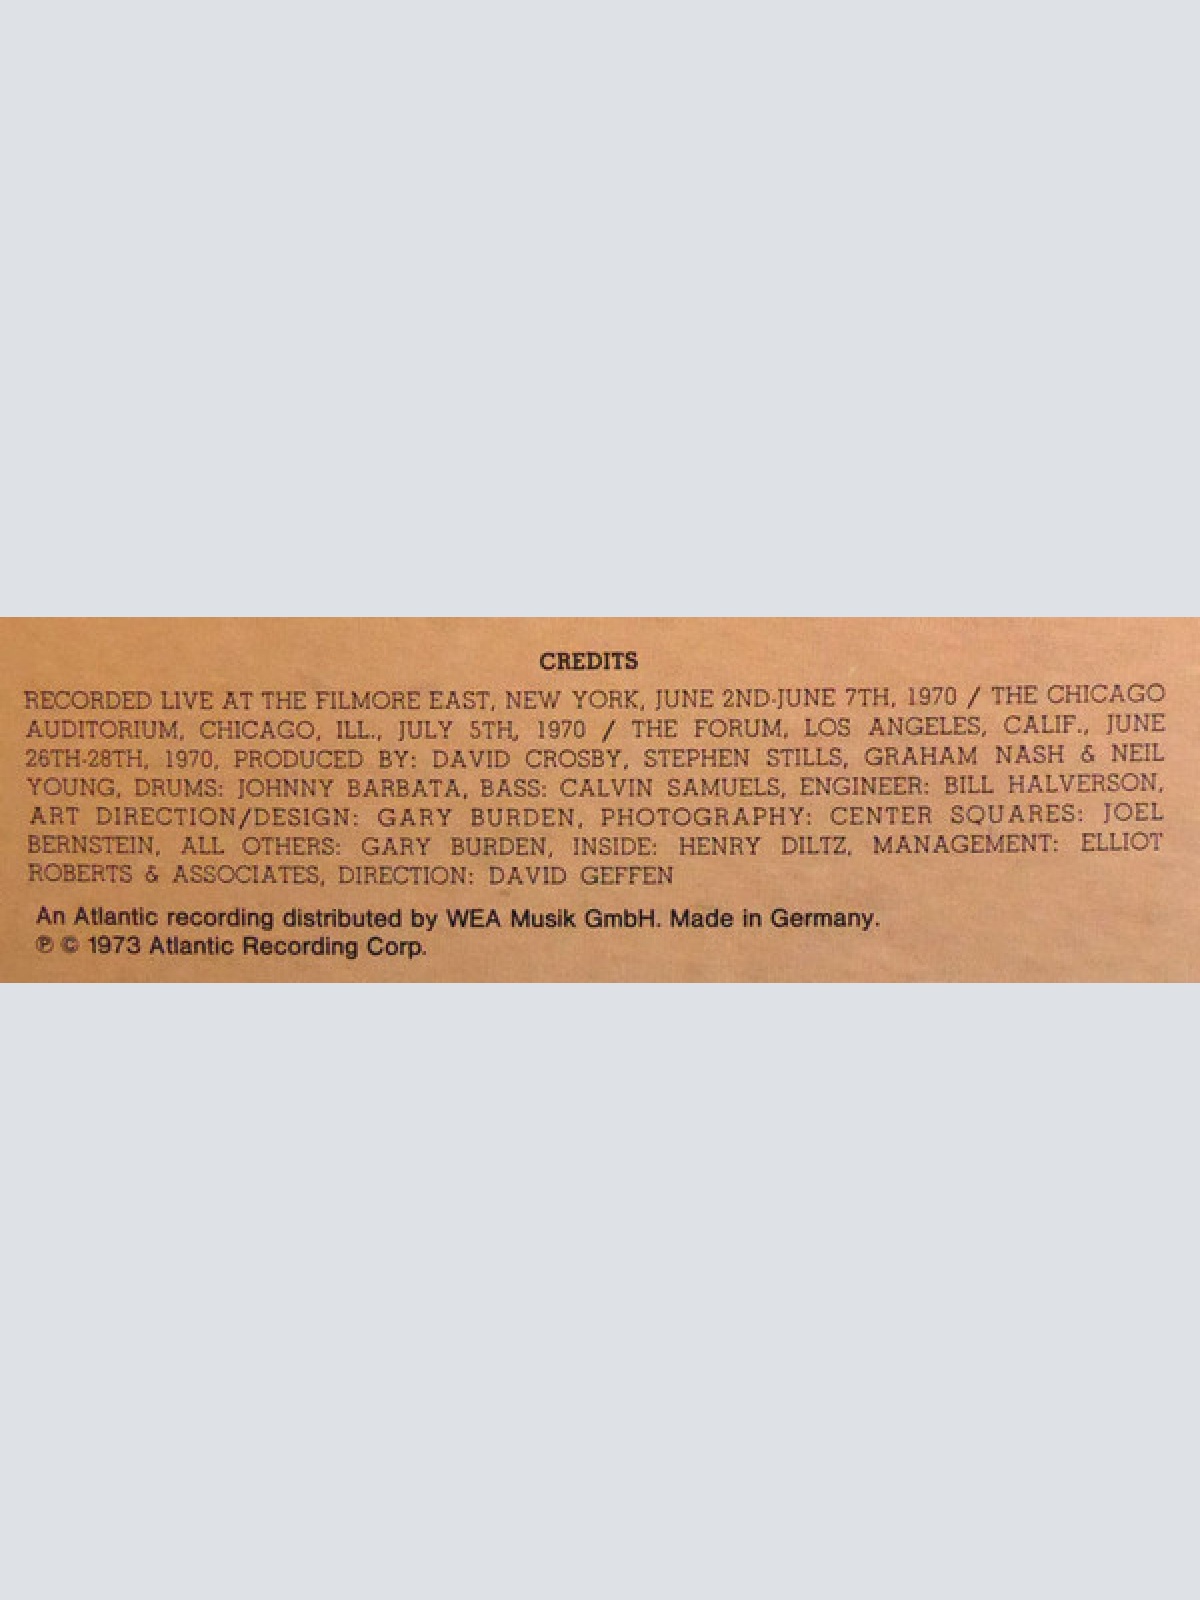 CREDITS
RECORDED LIVE AT THE FILMORE EAST, NEW YORK, JUNE 2ND-JUNE 7TH, 1970 / THE CHICAGO
AUDITORIUM, CHICAGO, ILL., JULY 5TH, 1970 / THE FORUM, LOS ANGELES, CALIF., JUNE
26TH-28TH, 1970, PRODUCED BY: DAVID CROSBY, STEPHEN STILLS, GRAHAM NASH & NEIL
YOUNG, DRUMS: JOHNNY BARBATA, BASS: CALVIN SAMUELS, ENGINEER: BILL HALVERSON,
ART DIRECTION/DESIGN: GARY BURDEN, PHOTOGRAPHY: CENTER SQUARES: JOEL
BERNSTEIN, ALL OTHERS: GARY BURDEN, INSIDE: HENRY DILTZ, MANAGEMENT: ELLIOT
ROBERTS & ASSOCIATES, DIRECTION: DAVID GEFFEN
An Atlantic recording distributed by WEA Musik GmbH. Made in Germany.
℗ © 1973 Atlantic Recording Corp.